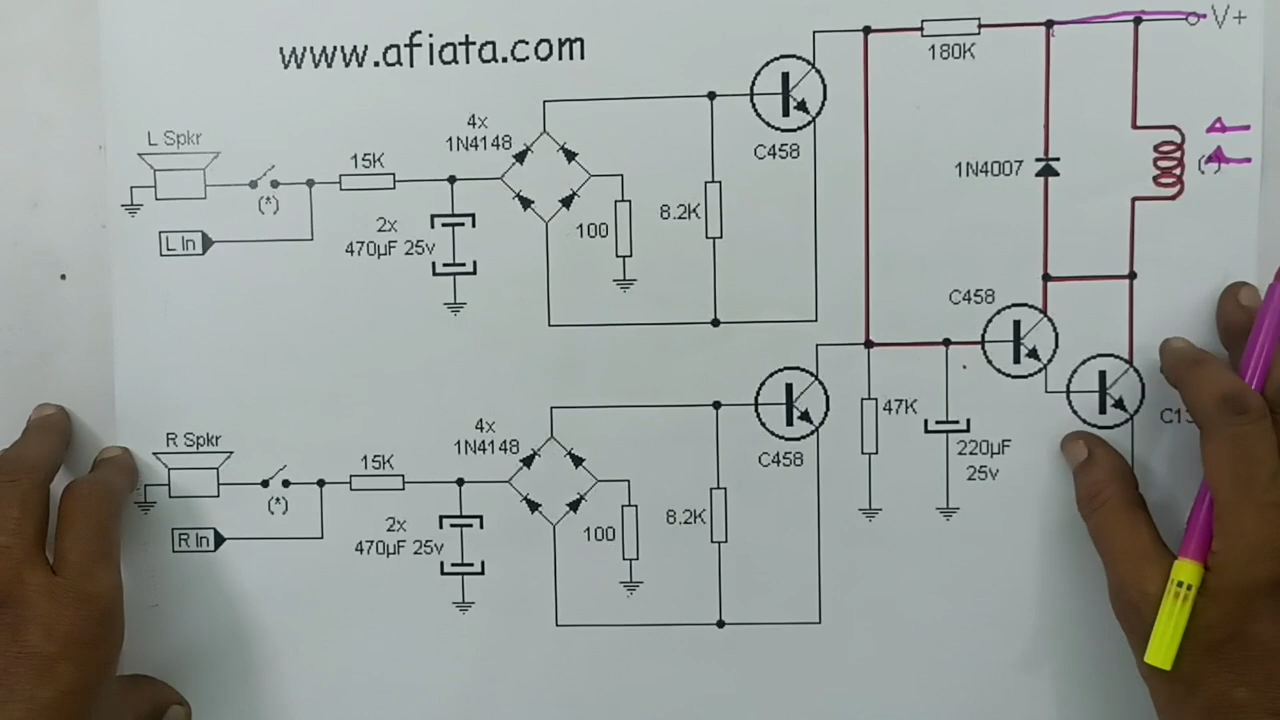 www.afiata.com
V+
180K
4x
1N4148
L Spkr
15K
C458
(*)
1N4007
(*)
2x
470µF 25v
100
8.2K
L In
C458
4x
1N4148
R Spkr
15K
C458
47K
220µF
25v
(*)
2x
470µF 25v
100
8.2K
R In